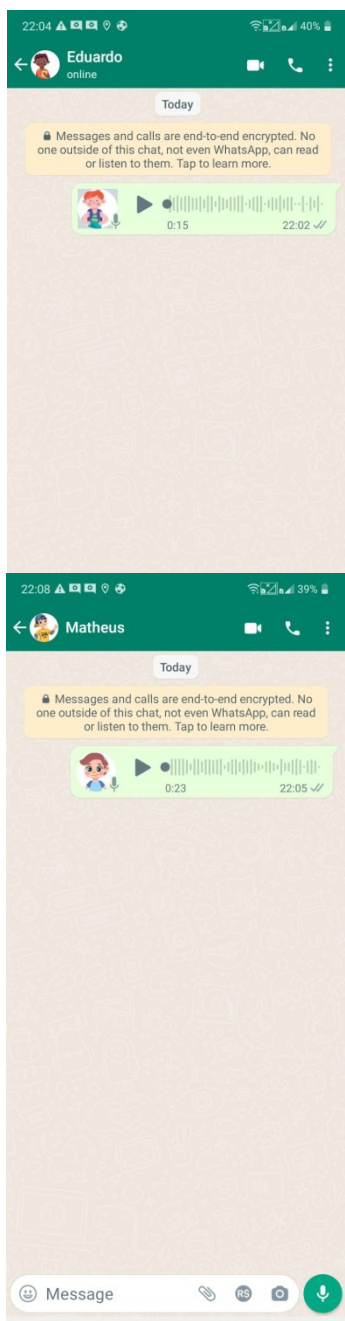 22:04 40%
Eduardo
online
Today
Messages and calls are end-to-end encrypted. No
one outside of this chat, not even WhatsApp, can read
or listen to them. Tap to learn more.
0:15 22:02
22:08 39%
Matheus
Today
Messages and calls are end-to-end encrypted. No
one outside of this chat, not even WhatsApp, can read
or listen to them. Tap to learn more.
0:23 22:05
Message R$